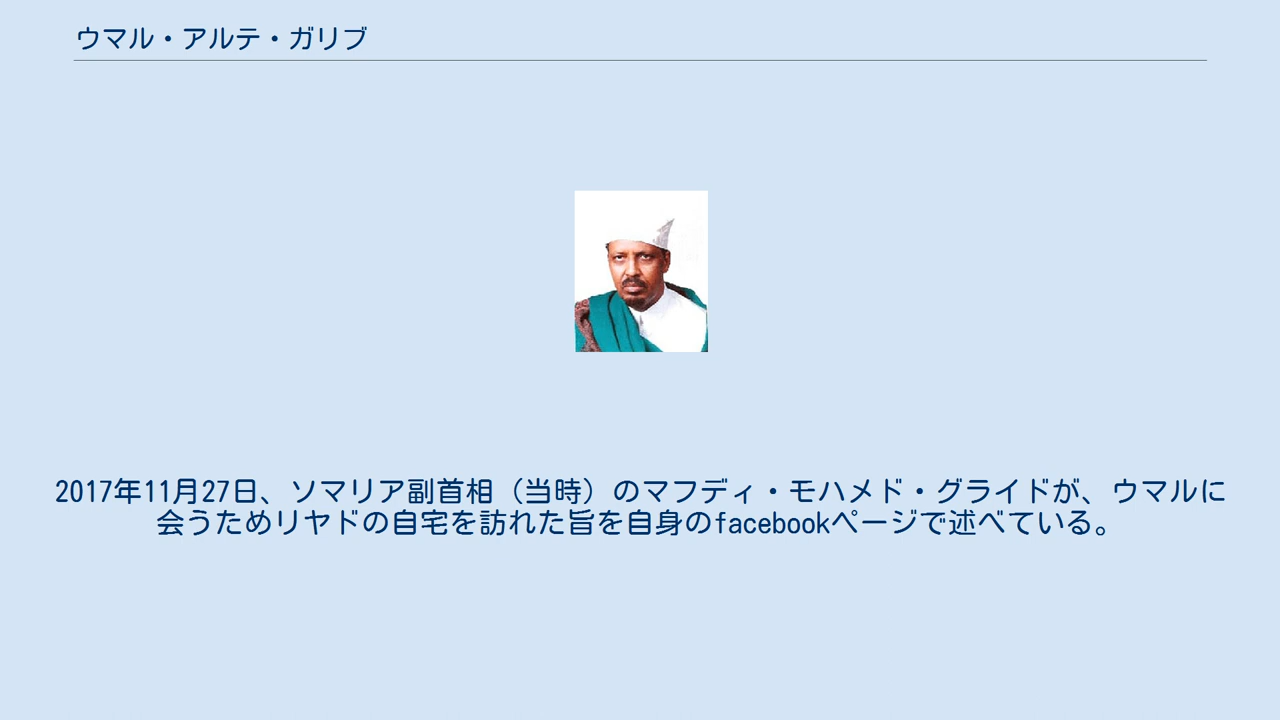 ウマル・アルテ・ガリブ
2017年11月27日、ソマリア副首相（当時）のマフディ・モハメド・グライドが、ウマルに
会うためリヤドの自宅を訪れた旨を自身のfacebookページで述べている。